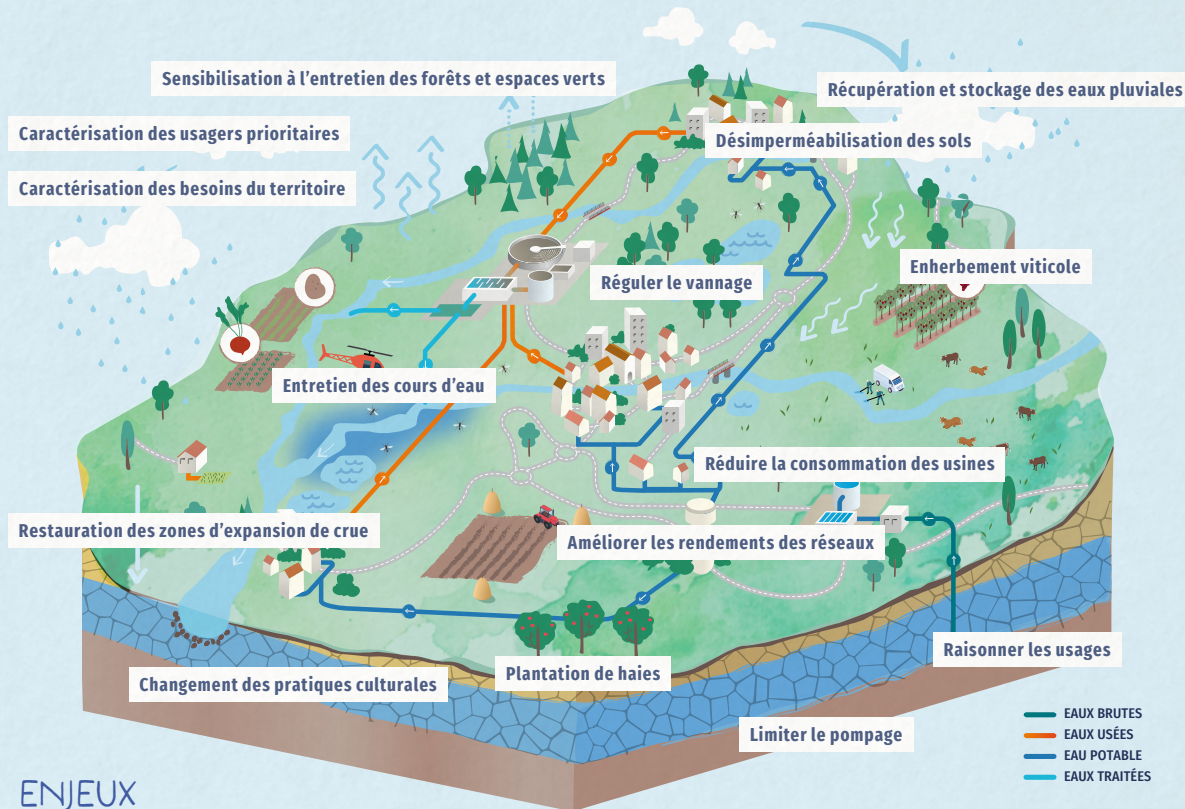 Sensibilisation à l'entretien des forêts et espaces verts
Récupération et stockage des eaux pluviales
Caractérisation des usagers prioritaires
Désimperméabilisation des sols
Caractérisation des besoins du territoire
Enherbement viticole
Réguler le vannage
Entretien des cours d'eau
Réduire la consommation des usines
Restauration des zones d'expansion de crue
Améliorer les rendements des réseaux
Raisonner les usages
Plantation de haies
Changement des pratiques culturales
Limiter le pompage
EAUX BRUTES
EAUX USÉES
EAU POTABLE
EAUX TRAITÉES
ENJEUX